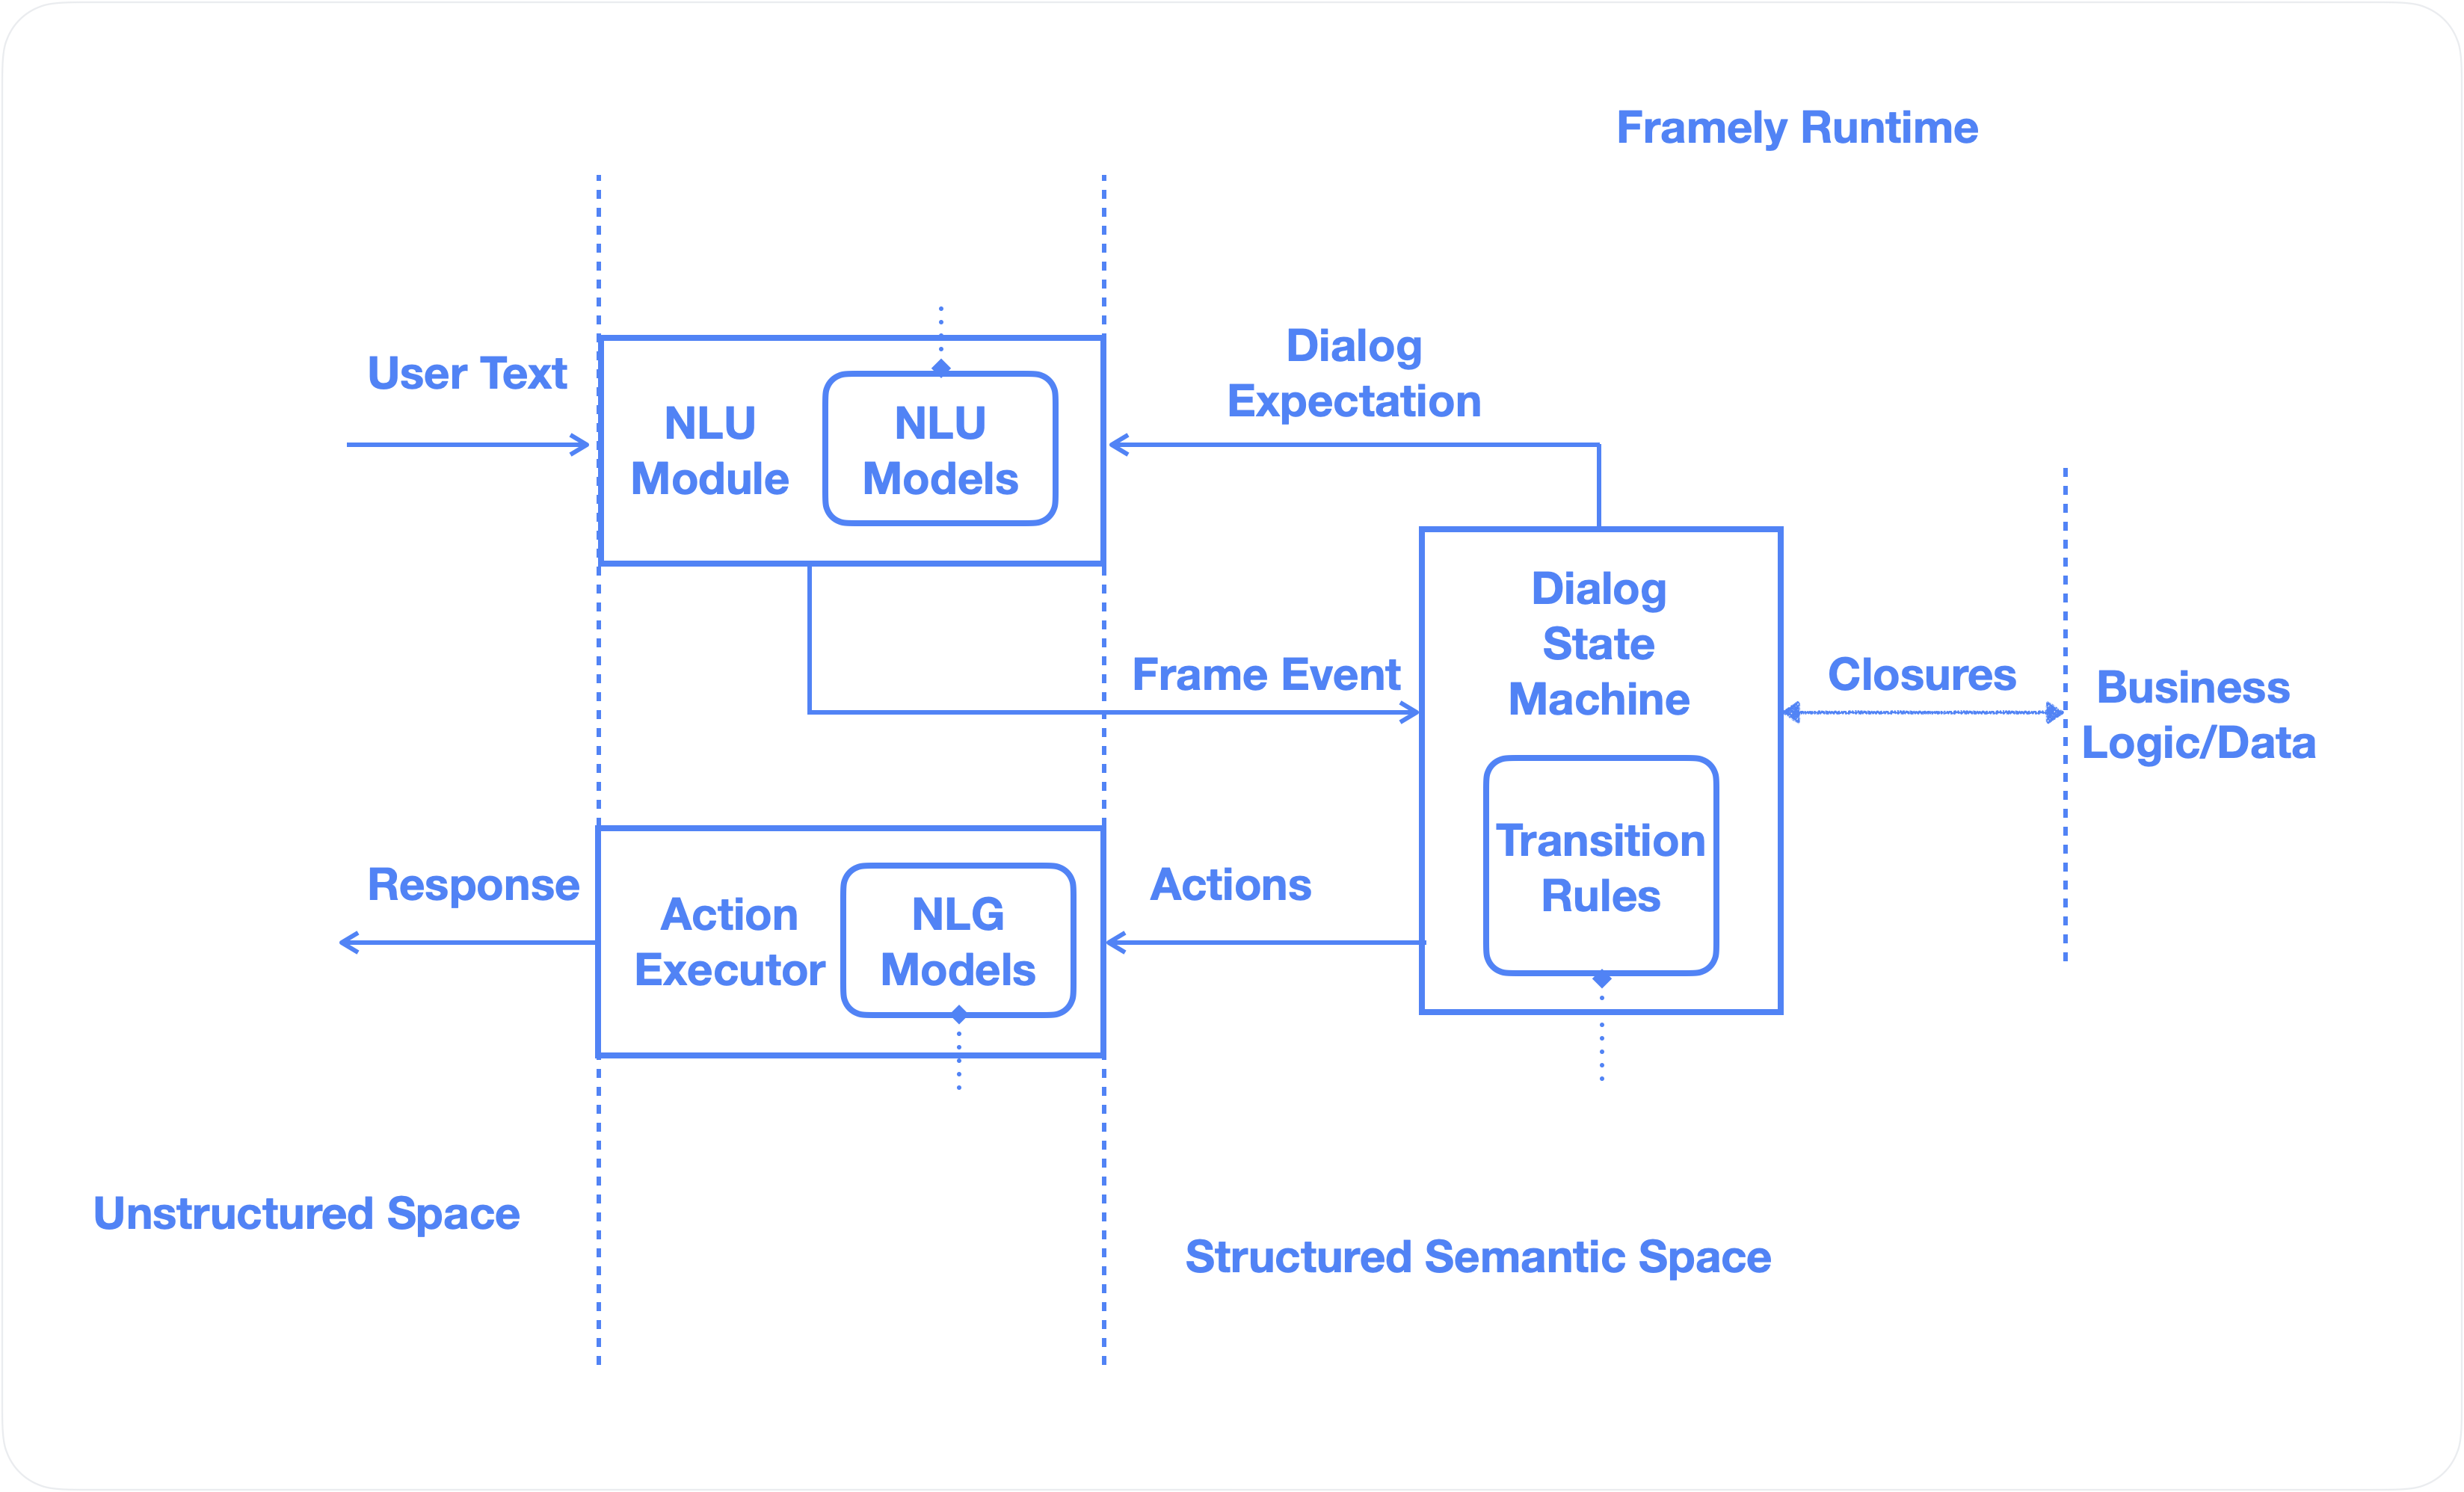 Framely Runtime
User Text
NLU
Module
NLU
Models
Dialog
Expectation
Dialog
State
Machine
Frame Event
Closures
Business
Logic/Data
Transition
Rules
Response
Action
Executor
NLG
Models
Actions
Unstructured Space
Structured Semantic Space